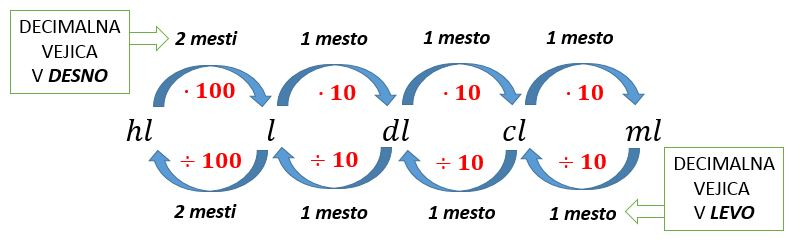 DECIMALNA
VEJICA
V DESNO
2 mesti 1 mesto 1 mesto 1 mesto
· 100 · 10 · 10 · 10
hl l dl cl ml
÷ 100 ÷ 10 ÷ 10 ÷ 10
2 mesti 1 mesto 1 mesto 1 mesto
DECIMALNA
VEJICA
V LEVO